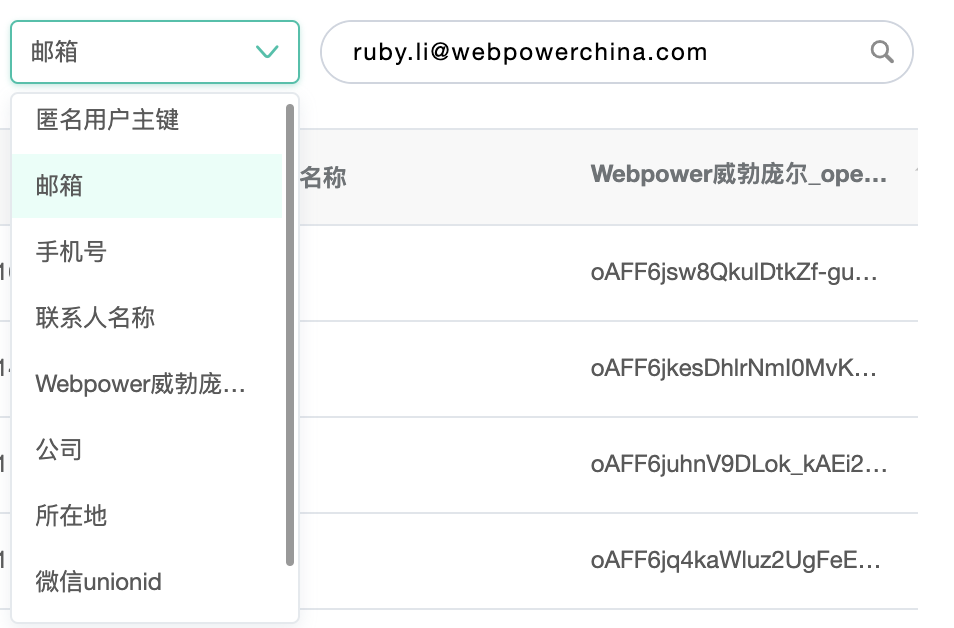 邮箱
ruby.li@webpowerchina.com
匿名用户主键
邮箱
手机号
联系人名称
Webpower威勃庞...
公司
所在地
微信unionid
名称
Webpower威勃庞尔_ope...
oAFF6jsw8QkulDtkZf-gu...
oAFF6jkesDhlrNmI0MvK...
oAFF6juhnV9DLok_kAEi2...
oAFF6jq4kaWluz2UgFeE...